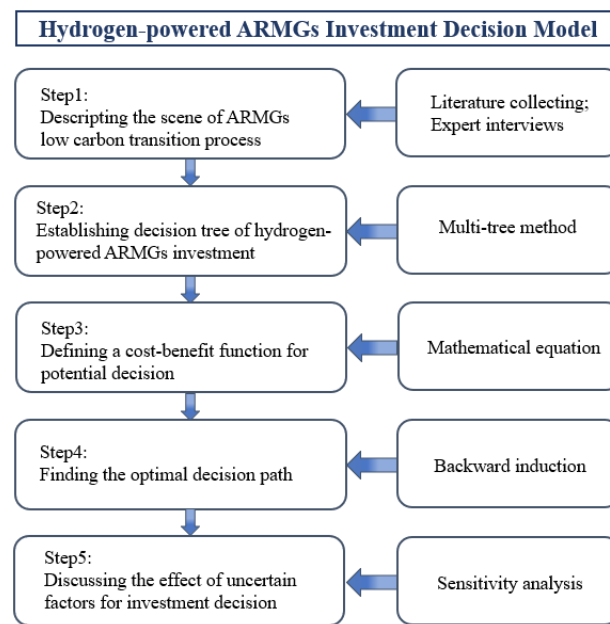 Hydrogen-powered ARMGs Investment Decision Model
Step1:
Descripting the scene of ARMGs
low carbon transition process
Literature collecting;
Expert interviews
Step2:
Establishing decision tree of hydrogen-
powered ARMGs investment
Multi-tree method
Step3:
Defining a cost-benefit function for
potential decision
Mathematical equation
Step4:
Finding the optimal decision path
Backward induction
Step5:
Discussing the effect of uncertain
factors for investment decision
Sensitivity analysis